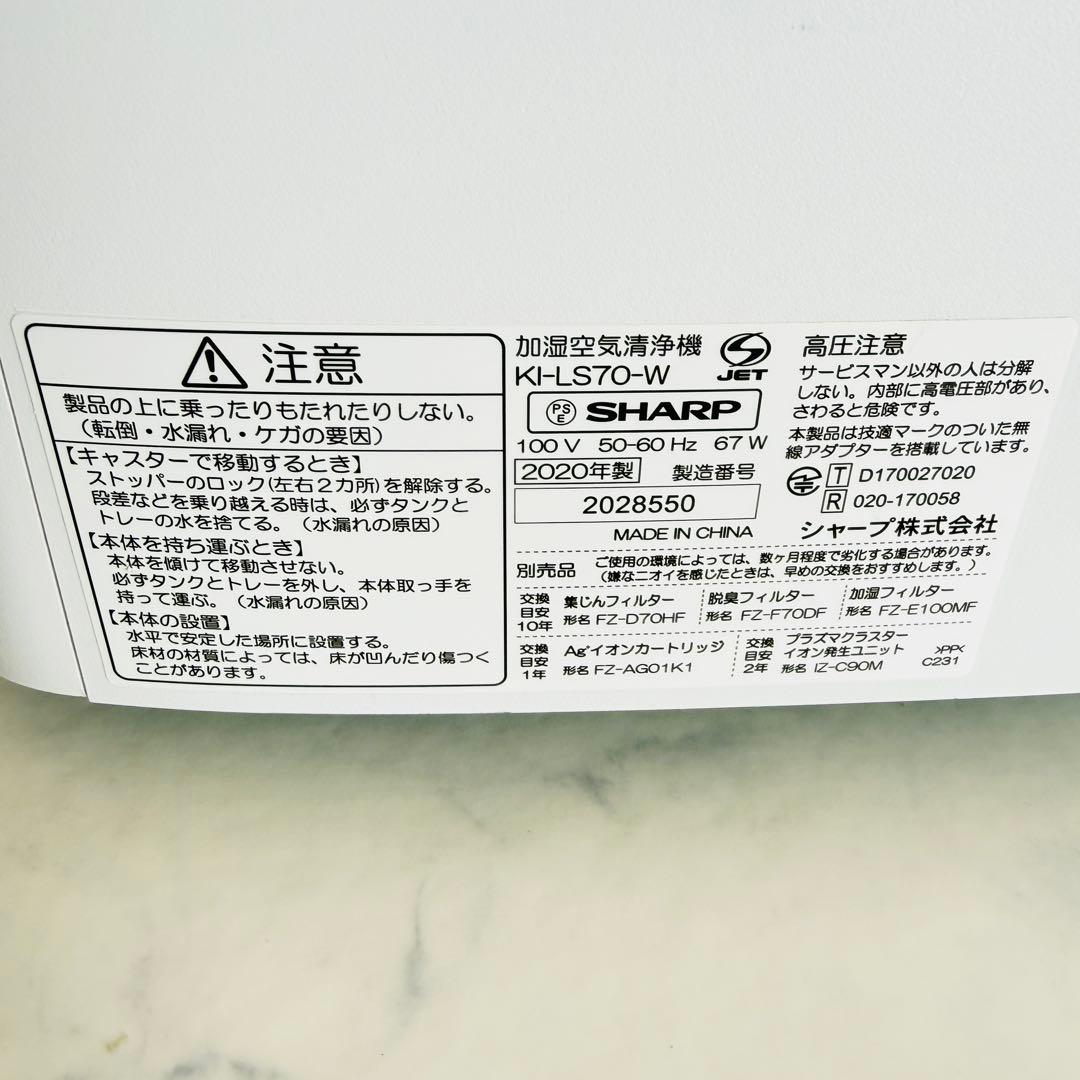 注意
製品の上に乗ったりもたれたりしない。
(転倒・水漏れ・ケガの要因)
【キャスターで移動するとき】
ストッパーのロック(左右2カ所)を解除する。
段差などを乗り越える時は、必ずタンクと
トレーの水を捨てる。(水漏れの原因)
【本体を持ち運ぶとき】
本体を傾けて移動させない。
必ずタンクとトレーを外し、本体取っ手を
持って運ぶ。(水漏れの原因)
【本体の設置】
水平で安定した場所に設置する。
床材の材質によっては、床が凹んだり傷つく
ことがあります。
加湿空気清浄機
KI-LS70-W
JET
PSE SHARP
100 V 50-60 Hz 67 W
2020年製 製造番号
2028550
MADE IN CHINA
高圧注意
サービスマン以外の人は分解
しない。内部に高電圧部があり、
さわると危険です。
本製品は技適マークのついた無
線アダプターを搭載しています。
T D170027020
R 020-170058
シャープ株式会社
別売品 ご使用の環境によっては、数ヶ月程度で劣化する場合があります。
(嫌なニオイを感じたときは、早めの交換をおすすめします。)
交換目安10年 集じんフィルター 形名 FZ-D70HF
脱臭フィルター 形名 FZ-F70DF
加湿フィルター 形名 FZ-E100MF
交換目安1年 Ag+イオンカートリッジ 形名 FZ-AG01K1
交換目安2年 プラズマクラスターイオン発生ユニット 形名 IZ-C90M
>PP<
C231